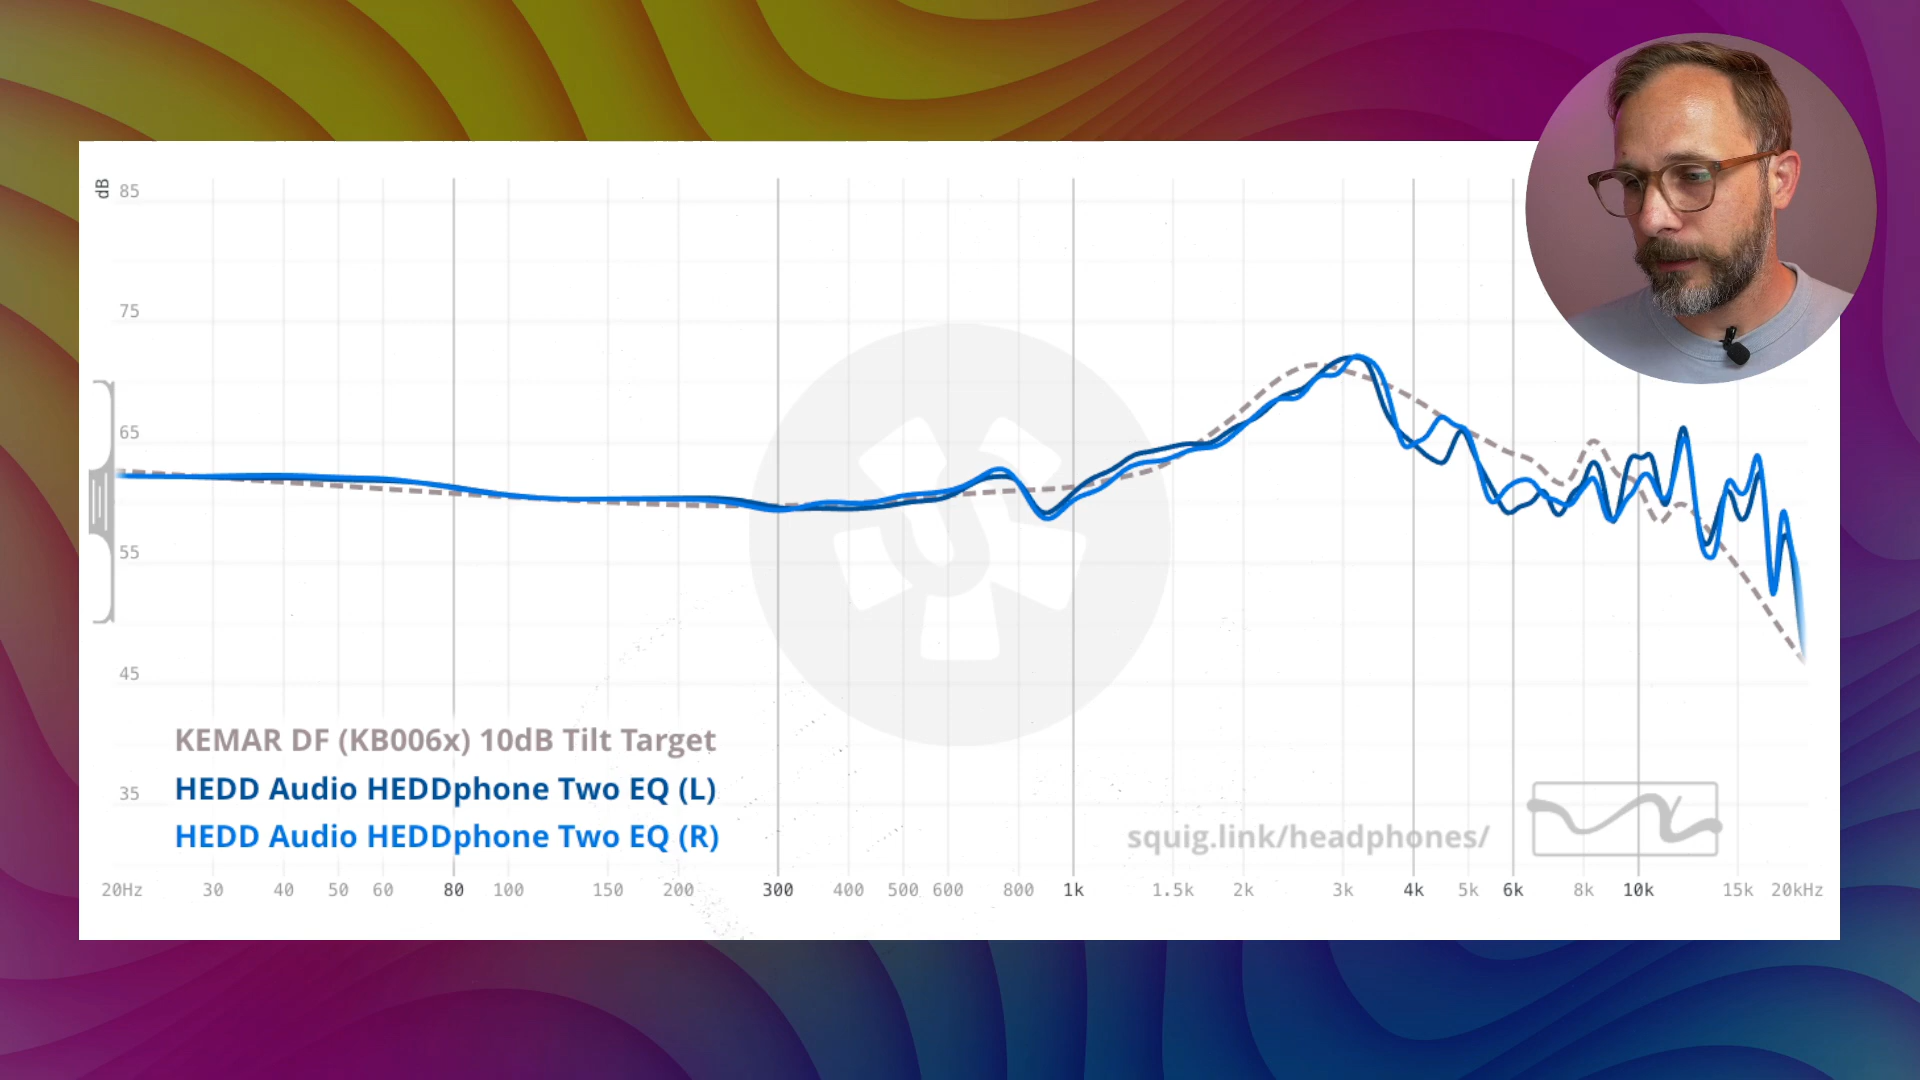 dB
85
75
65
55
45
35
KEMAR DF (KB006x) 10dB Tilt Target
HEDD Audio HEDDphone Two EQ (L)
HEDD Audio HEDDphone Two EQ (R)
squig.link/headphones/
20Hz 30 40 50 60 80 100 150 200 300 400 500 600 800 1k 1.5k 2k 3k 4k 5k 6k 8k 10k 15k 20kHz